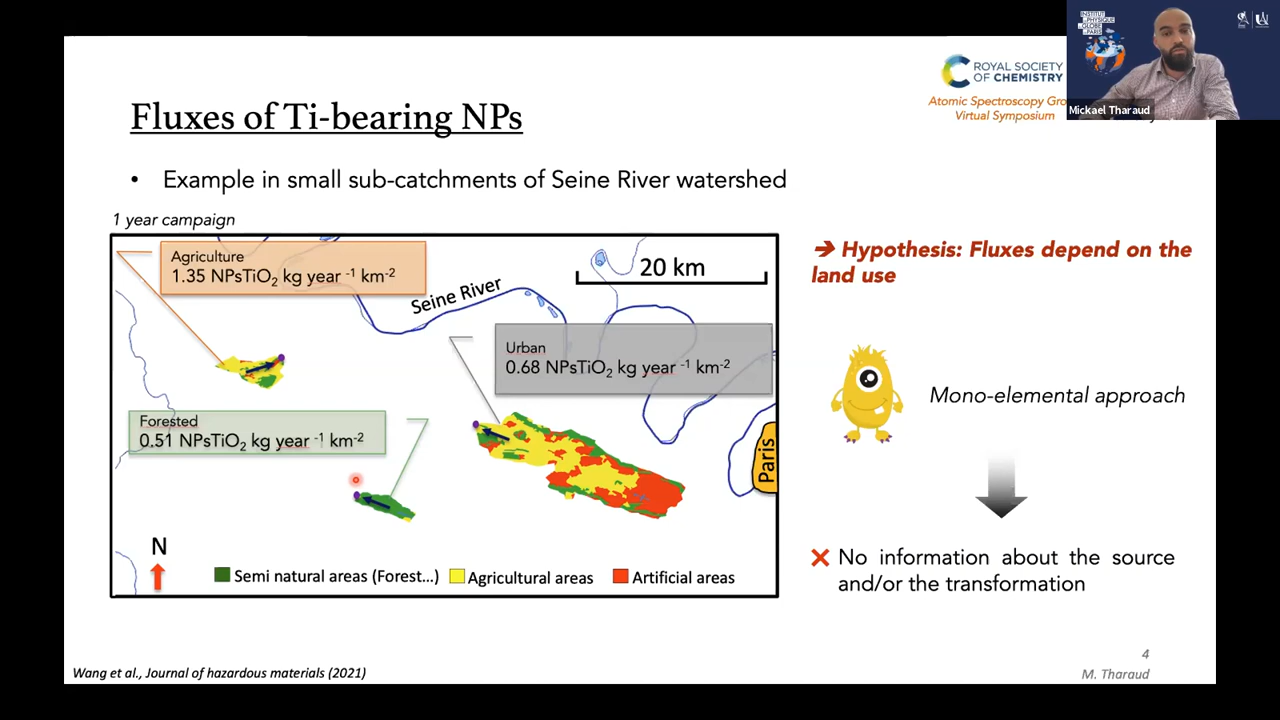 INSTITUT
PHYSIQUE
GLOBE
PARIS
ROYAL SOCIETY
OF CHEMISTRY
Atomic Spectroscopy Gro
Virtual Symposium
Mickael Tharaud
Fluxes of Ti-bearing NPs
• Example in small sub-catchments of Seine River watershed
1 year campaign
Agriculture
1.35 NPsTiO2 kg year -1 km-2
20 km
Seine River
Urban
0.68 NPsTiO2 kg year -1 km-2
Forested
0.51 NPsTiO2 kg year -1 km-2
Paris
N
Semi natural areas (Forest...)
Agricultural areas
Artificial areas
➔ Hypothesis: Fluxes depend on the
land use
Mono-elemental approach
No information about the source
and/or the transformation
4
Wang et al., Journal of hazardous materials (2021)
M. Tharaud